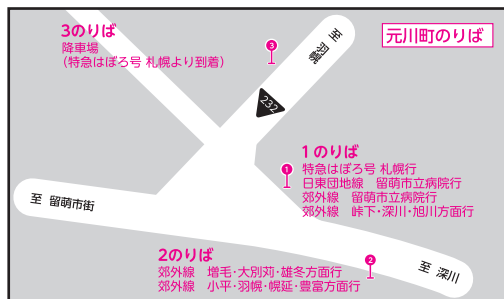 元川町のりば
3のりば
降車場
（特急はぼろ号 札幌より到着）
3
至 羽幌
232
1のりば
特急はぼろ号 札幌行
日東団地線　留萌市立病院行
郊外線　留萌市立病院行
郊外線　峠下・深川・旭川方面行
1
至 留萌市街
2のりば
郊外線　増毛・大別苅・雄冬方面行
郊外線　小平・羽幌・幌延・豊富方面行
2
至 深川